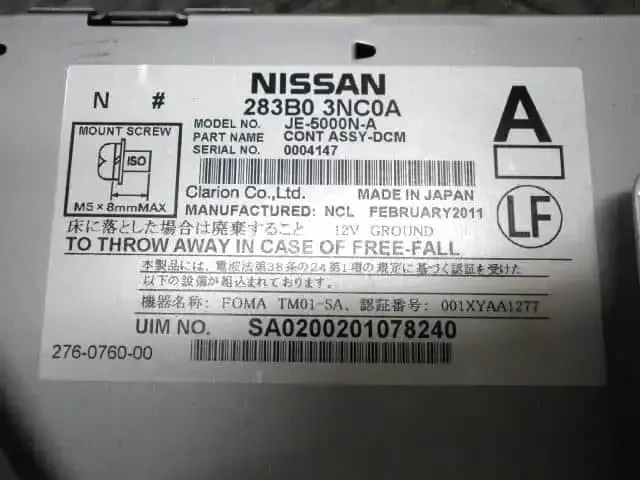 NISSAN
N #
283B0 3NC0A
A
MODEL NO. JE-5000N-A
PART NAME CONT ASSY-DCM
SERIAL NO. 0004147
MOUNT SCREW
ISO
M5×8mmMAX
Clarion Co.,Ltd. MADE IN JAPAN
MANUFACTURED: NCL FEBRUARY2011
LF
床に落とした場合は廃棄すること 12V GROUND
TO THROW AWAY IN CASE OF FREE-FALL
本製品には、電波法第38条の24第1項の規定に基づく認証を受けた
以下の設備が組込まれております。
機器名称: FOMA TM01-SA、認証番号: 001XYAA1277
UIM NO. SA0200201078240
276-0760-00